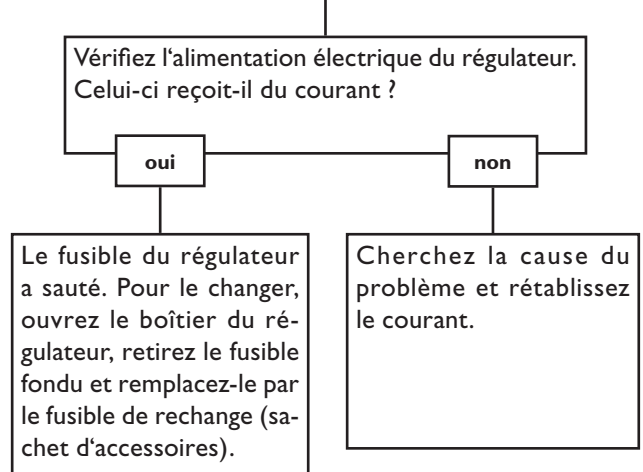 Vérifiez l‘alimentation électrique du régulateur.
Celui-ci reçoit-il du courant ?
oui
non
Le fusible du régulateur
a sauté. Pour le changer,
ouvrez le boîtier du ré-
gulateur, retirez le fusible
fondu et remplacez-le par
le fusible de rechange (sa-
chet d‘accessoires).
Cherchez la cause du
problème et rétablissez
le courant.